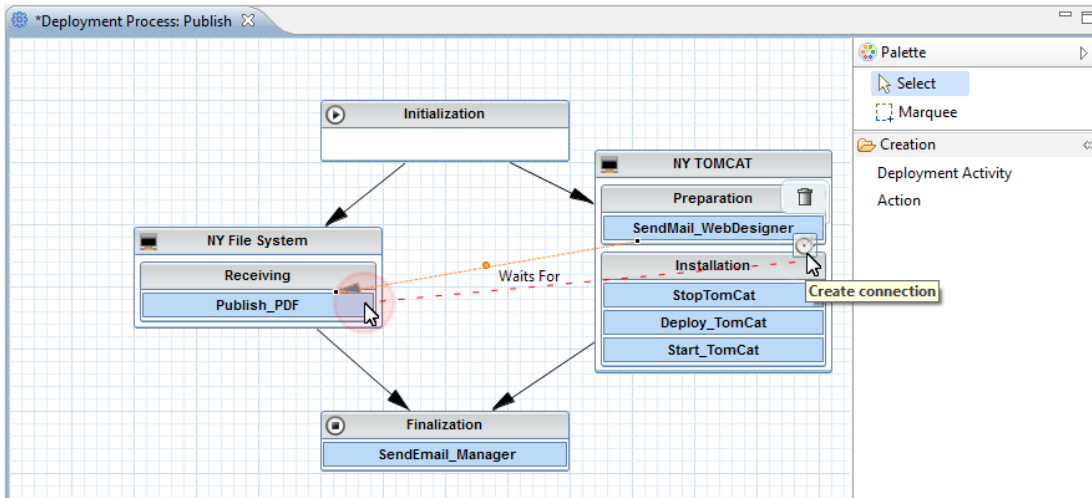 *Deployment Process: Publish
Palette
Select
Marquee
Creation
Deployment Activity
Action
Initialization
NY TOMCAT
Preparation
SendMail_WebDesigner
Installation
Create connection
StopTomCat
Deploy_TomCat
Start_TomCat
NY File System
Receiving
Publish_PDF
Waits For
Finalization
SendEmail_Manager